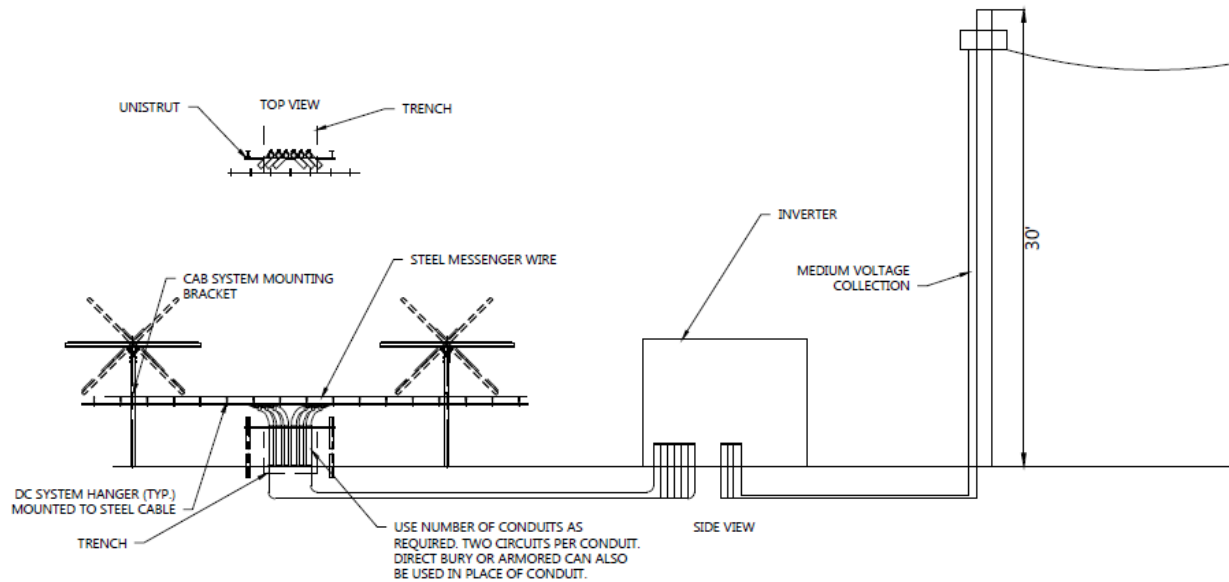 TOP VIEW
UNISTRUT
TRENCH
INVERTER
STEEL MESSENGER WIRE
CAB SYSTEM MOUNTING
BRACKET
MEDIUM VOLTAGE
COLLECTION
30'
DC SYSTEM HANGER (TYP.)
MOUNTED TO STEEL CABLE
TRENCH
USE NUMBER OF CONDUITS AS
REQUIRED. TWO CIRCUITS PER CONDUIT.
DIRECT BURY OR ARMORED CAN ALSO
BE USED IN PLACE OF CONDUIT.
SIDE VIEW